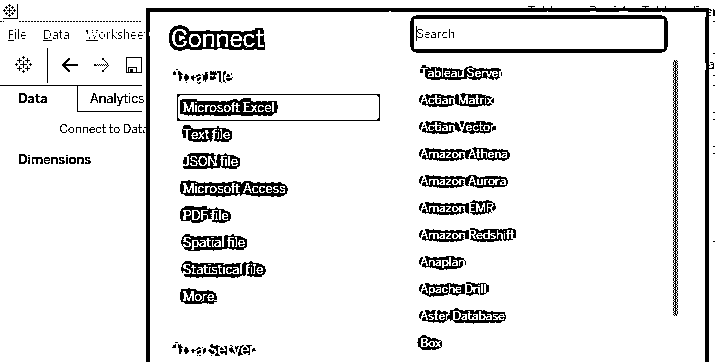 File Data Worksheet
Data Analytics
Connect to Data
Dimensions
Connect
To a File
Microsoft Excel
Text file
JSON file
Microsoft Access
PDF file
Spatial file
Statistical file
More
To a Server
Search
Tableau Server
Actian Matrix
Actian Vector
Amazon Athena
Amazon Aurora
Amazon EMR
Amazon Redshift
Anaplan
Apache Drill
Aster Database
Box